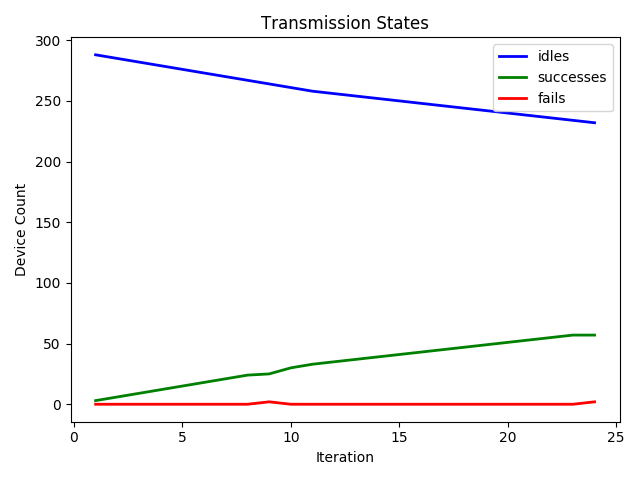 Transmission States
300
250
200
150
100
50
0
Device Count
idles
successes
fails
0 5 10 15 20 25
Iteration